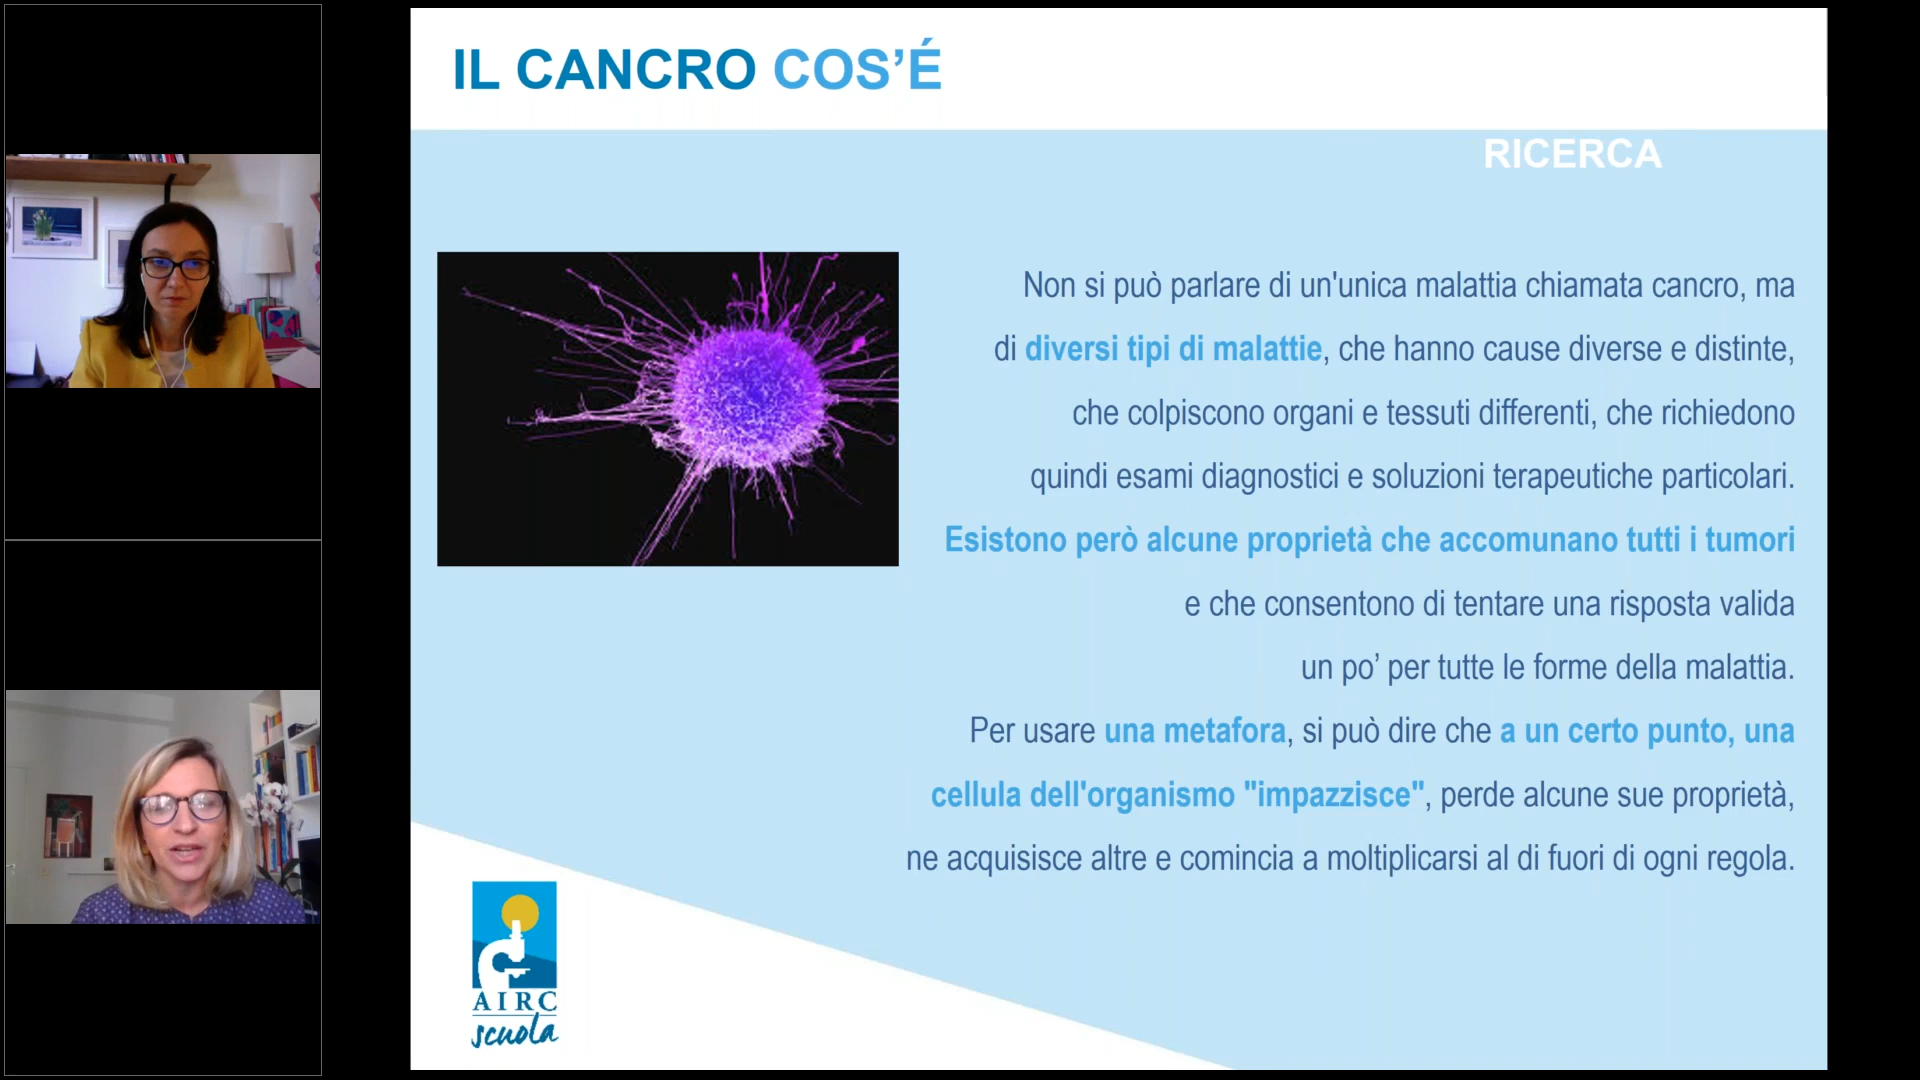 IL CANCRO COS’É
RICERCA
Non si può parlare di un'unica malattia chiamata cancro, ma
di diversi tipi di malattie, che hanno cause diverse e distinte,
che colpiscono organi e tessuti differenti, che richiedono
quindi esami diagnostici e soluzioni terapeutiche particolari.
Esistono però alcune proprietà che accomunano tutti i tumori
e che consentono di tentare una risposta valida
un po’ per tutte le forme della malattia.
Per usare una metafora, si può dire che a un certo punto, una
cellula dell'organismo "impazzisce", perde alcune sue proprietà,
ne acquisisce altre e comincia a moltiplicarsi al di fuori di ogni regola.
AIRC
scuola